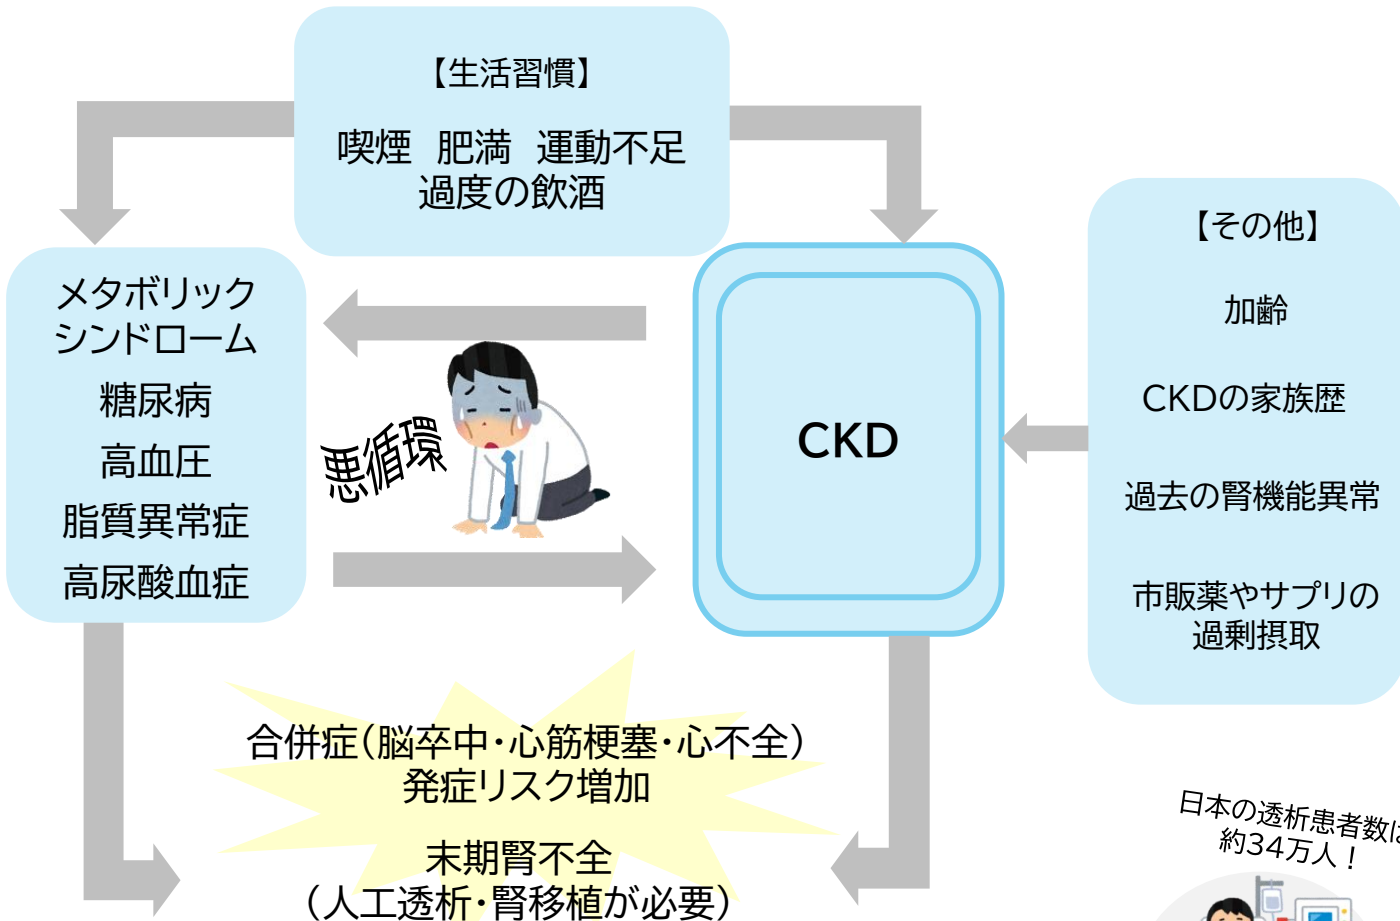 【生活習慣】
喫煙 肥満 運動不足
過度の飲酒
メタボリック
シンドローム
糖尿病
高血圧
脂質異常症
高尿酸血症
悪循環
CKD
【その他】
加齢
CKDの家族歴
過去の腎機能異常
市販薬やサプリの
過剰摂取
合併症(脳卒中・心筋梗塞・心不全)
発症リスク増加
末期腎不全
(人工透析・腎移植が必要)
日本の透析患者数は
約34万人!